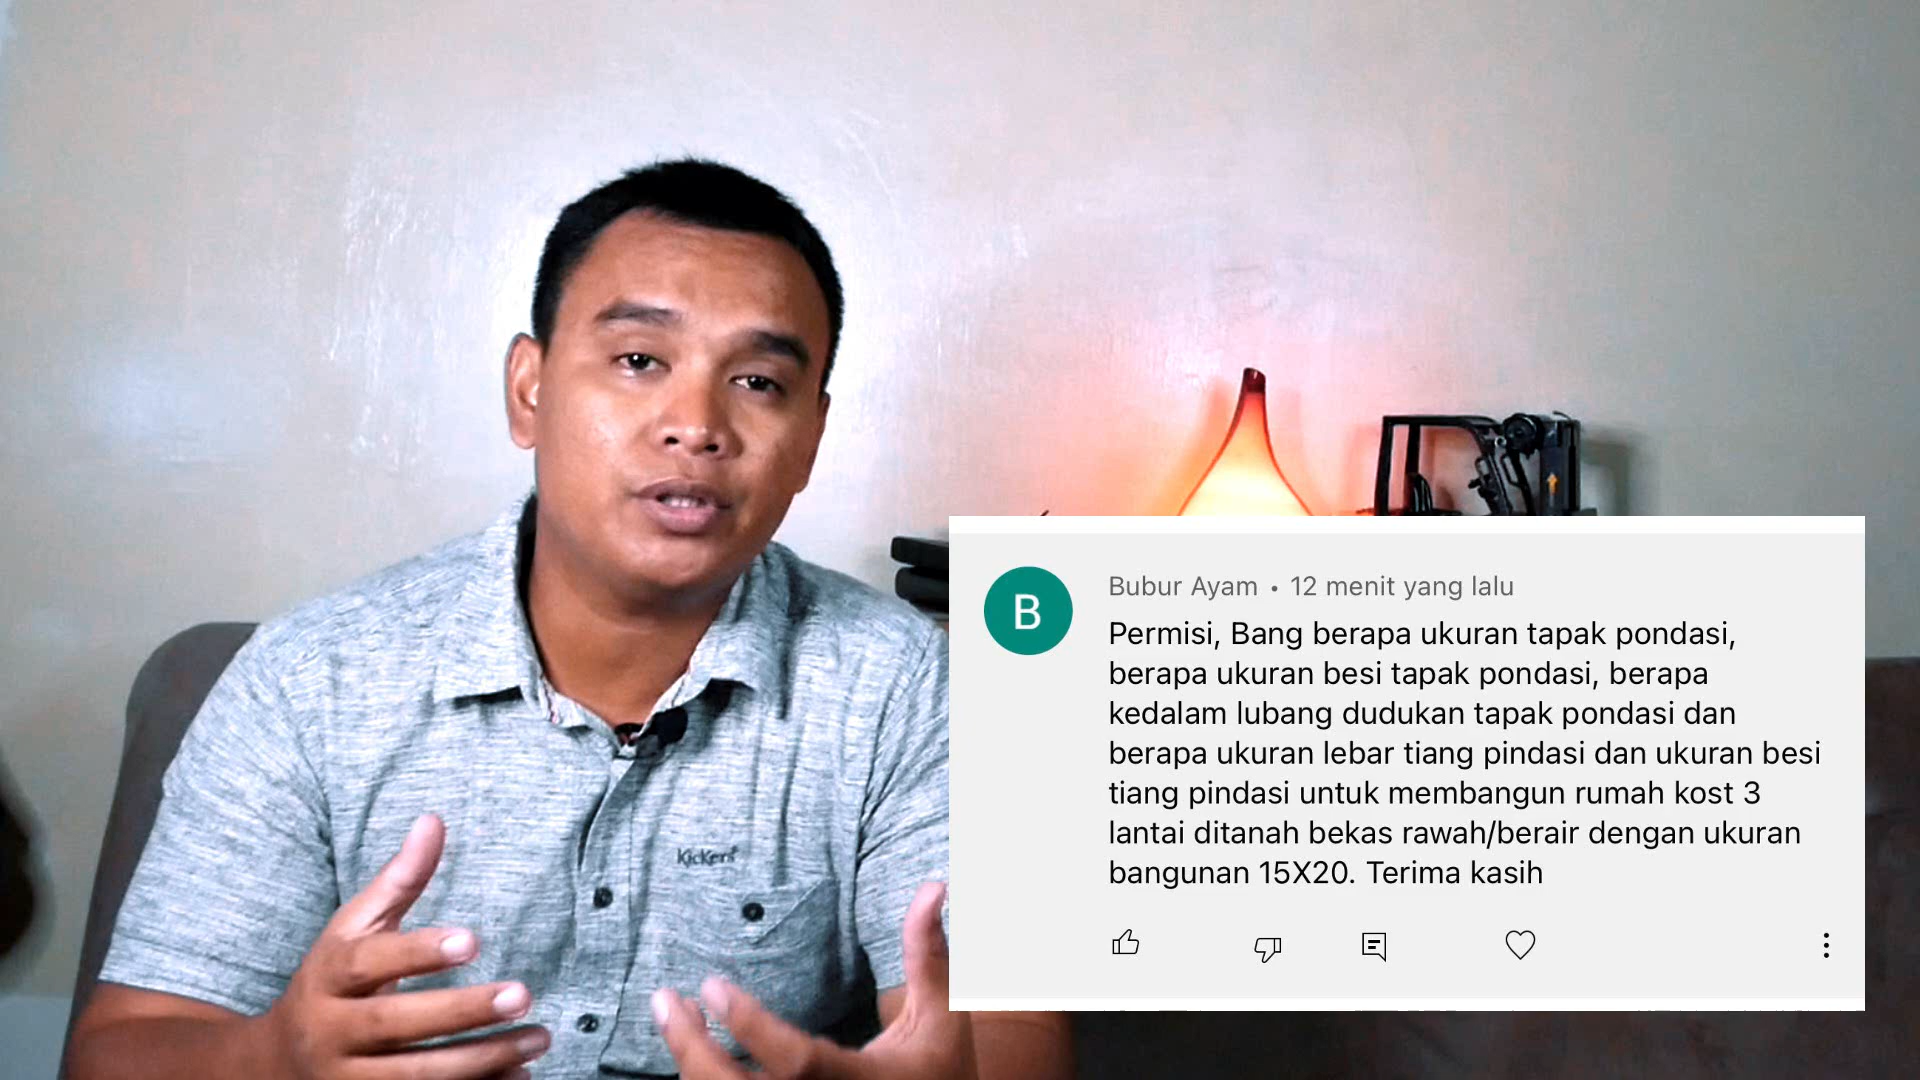 B
Bubur Ayam • 12 menit yang lalu
Permisi, Bang berapa ukuran tapak pondasi,
berapa ukuran besi tapak pondasi, berapa
kedalam lubang dudukan tapak pondasi dan
berapa ukuran lebar tiang pindasi dan ukuran besi
tiang pindasi untuk membangun rumah kost 3
lantai ditanah bekas rawah/berair dengan ukuran
bangunan 15X20. Terima kasih
KicKers